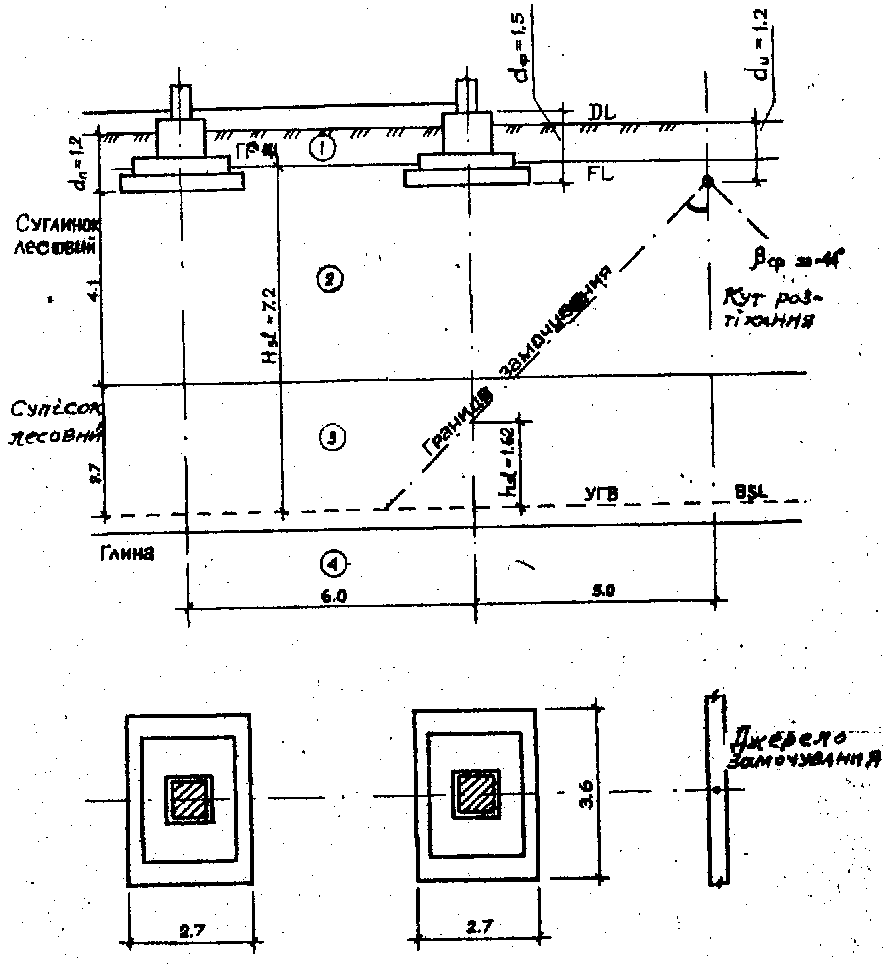 dф = 1.5
du = 1.2
DL
1
dn = 1.2
FL
Суглинок
лесовий
4.1
2
Hsl = 7.2
Границя замочування
βср = 44°
Кут роз-
тікання
Супісок
лесовий
3
hsl = 1.62
УГВ
BSL
Глина
4
6.0
5.0
3.6
Джерело
замочування
2.7
2.7